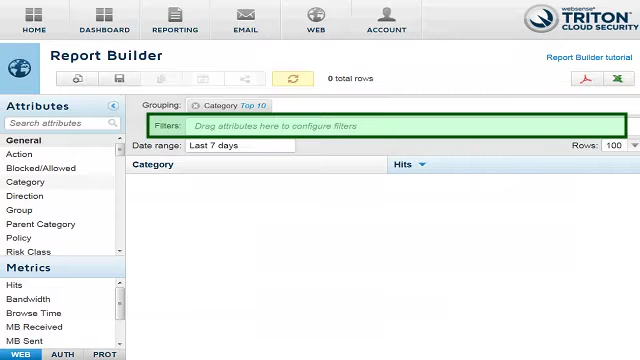 HOME DASHBOARD REPORTING EMAIL WEB ACCOUNT
websense
TRITON
CLOUD SECURITY
Report Builder
Report Builder tutorial
0 total rows
Attributes
Search attributes
General
Action
Blocked/Allowed
Category
Direction
Group
Parent Category
Policy
Risk Class
Metrics
Hits
Bandwidth
Browse Time
MB Received
MB Sent
WEB AUTH PROT
Grouping: Category Top 10
Filters: Drag attributes here to configure filters
Date range: Last 7 days Rows: 100
Category Hits